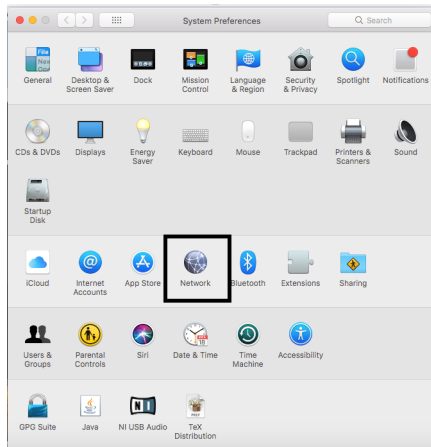 System Preferences
Search
General
Desktop &
Screen Saver
Dock
Mission
Control
Language
& Region
Security
& Privacy
Spotlight
Notifications
CDs & DVDs
Displays
Energy
Saver
Keyboard
Mouse
Trackpad
Printers &
Scanners
Sound
Startup
Disk
iCloud
Internet
Accounts
App Store
Network
Bluetooth
Extensions
Sharing
Users &
Groups
Parental
Controls
Siri
Date & Time
Time
Machine
Accessibility
GPG Suite
Java
NI USB Audio
TeX
Distribution